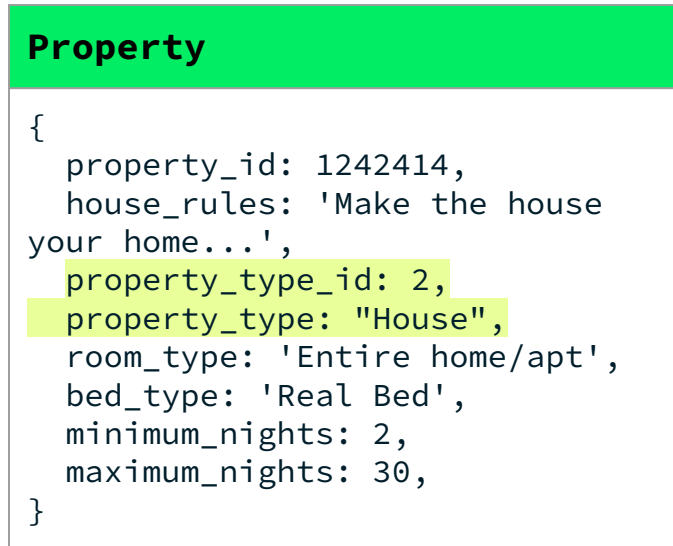 Property
{
  property_id: 1242414,
  house_rules: 'Make the house
your home...',
  property_type_id: 2,
  property_type: "House",
  room_type: 'Entire home/apt',
  bed_type: 'Real Bed',
  minimum_nights: 2,
  maximum_nights: 30,
}